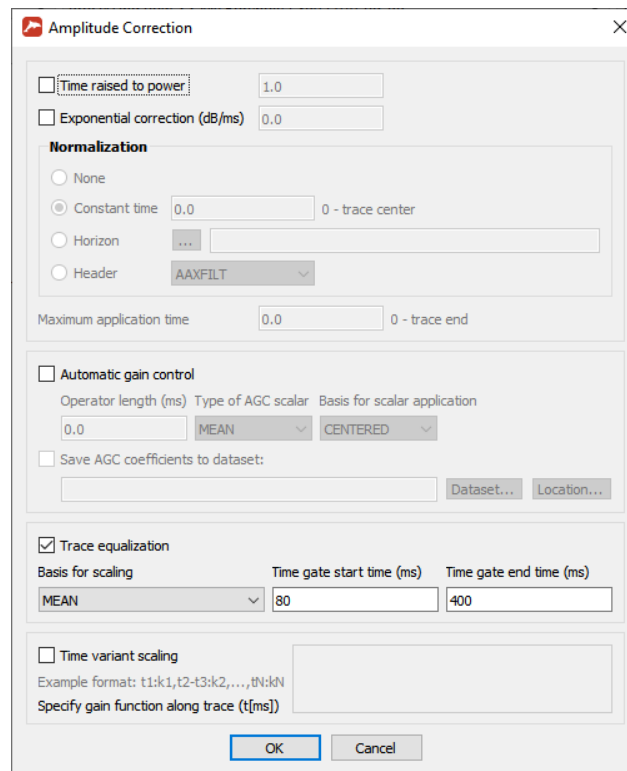 Amplitude Correction
Time raised to power 1.0
Exponential correction (dB/ms) 0.0
Normalization
None
Constant time 0.0 0 - trace center
Horizon ...
Header AAXFILT
Maximum application time 0.0 0 - trace end
Automatic gain control
Operator length (ms) Type of AGC scalar Basis for scalar application
0.0 MEAN CENTERED
Save AGC coefficients to dataset:
Dataset... Location...
Trace equalization
Basis for scaling Time gate start time (ms) Time gate end time (ms)
MEAN 80 400
Time variant scaling
Example format: t1:k1,t2-t3:k2,...,tN:kN
Specify gain function along trace (t[ms])
OK Cancel